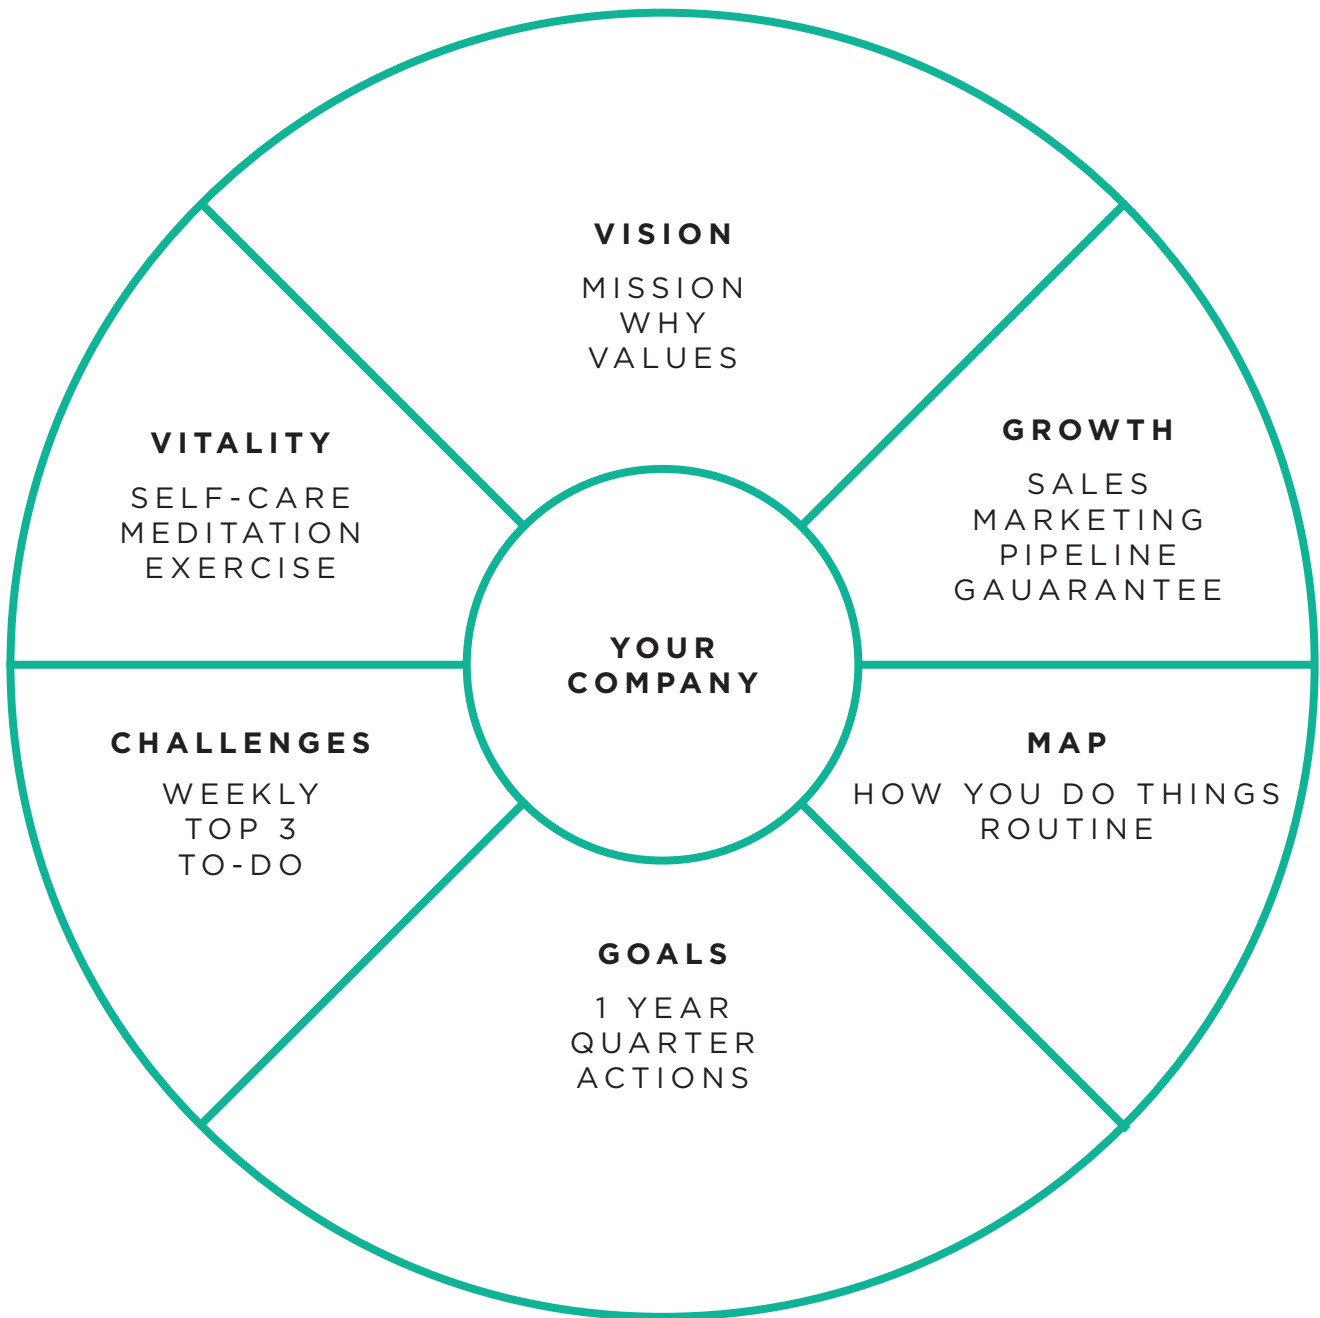 VISION
MISSION
WHY
VALUES
GROWTH
SALES
MARKETING
PIPELINE
GAUARANTEE
MAP
HOW YOU DO THINGS
ROUTINE
GOALS
1 YEAR
QUARTER
ACTIONS
CHALLENGES
WEEKLY
TOP 3
TO-DO
VITALITY
SELF-CARE
MEDITATION
EXERCISE
YOUR
COMPANY